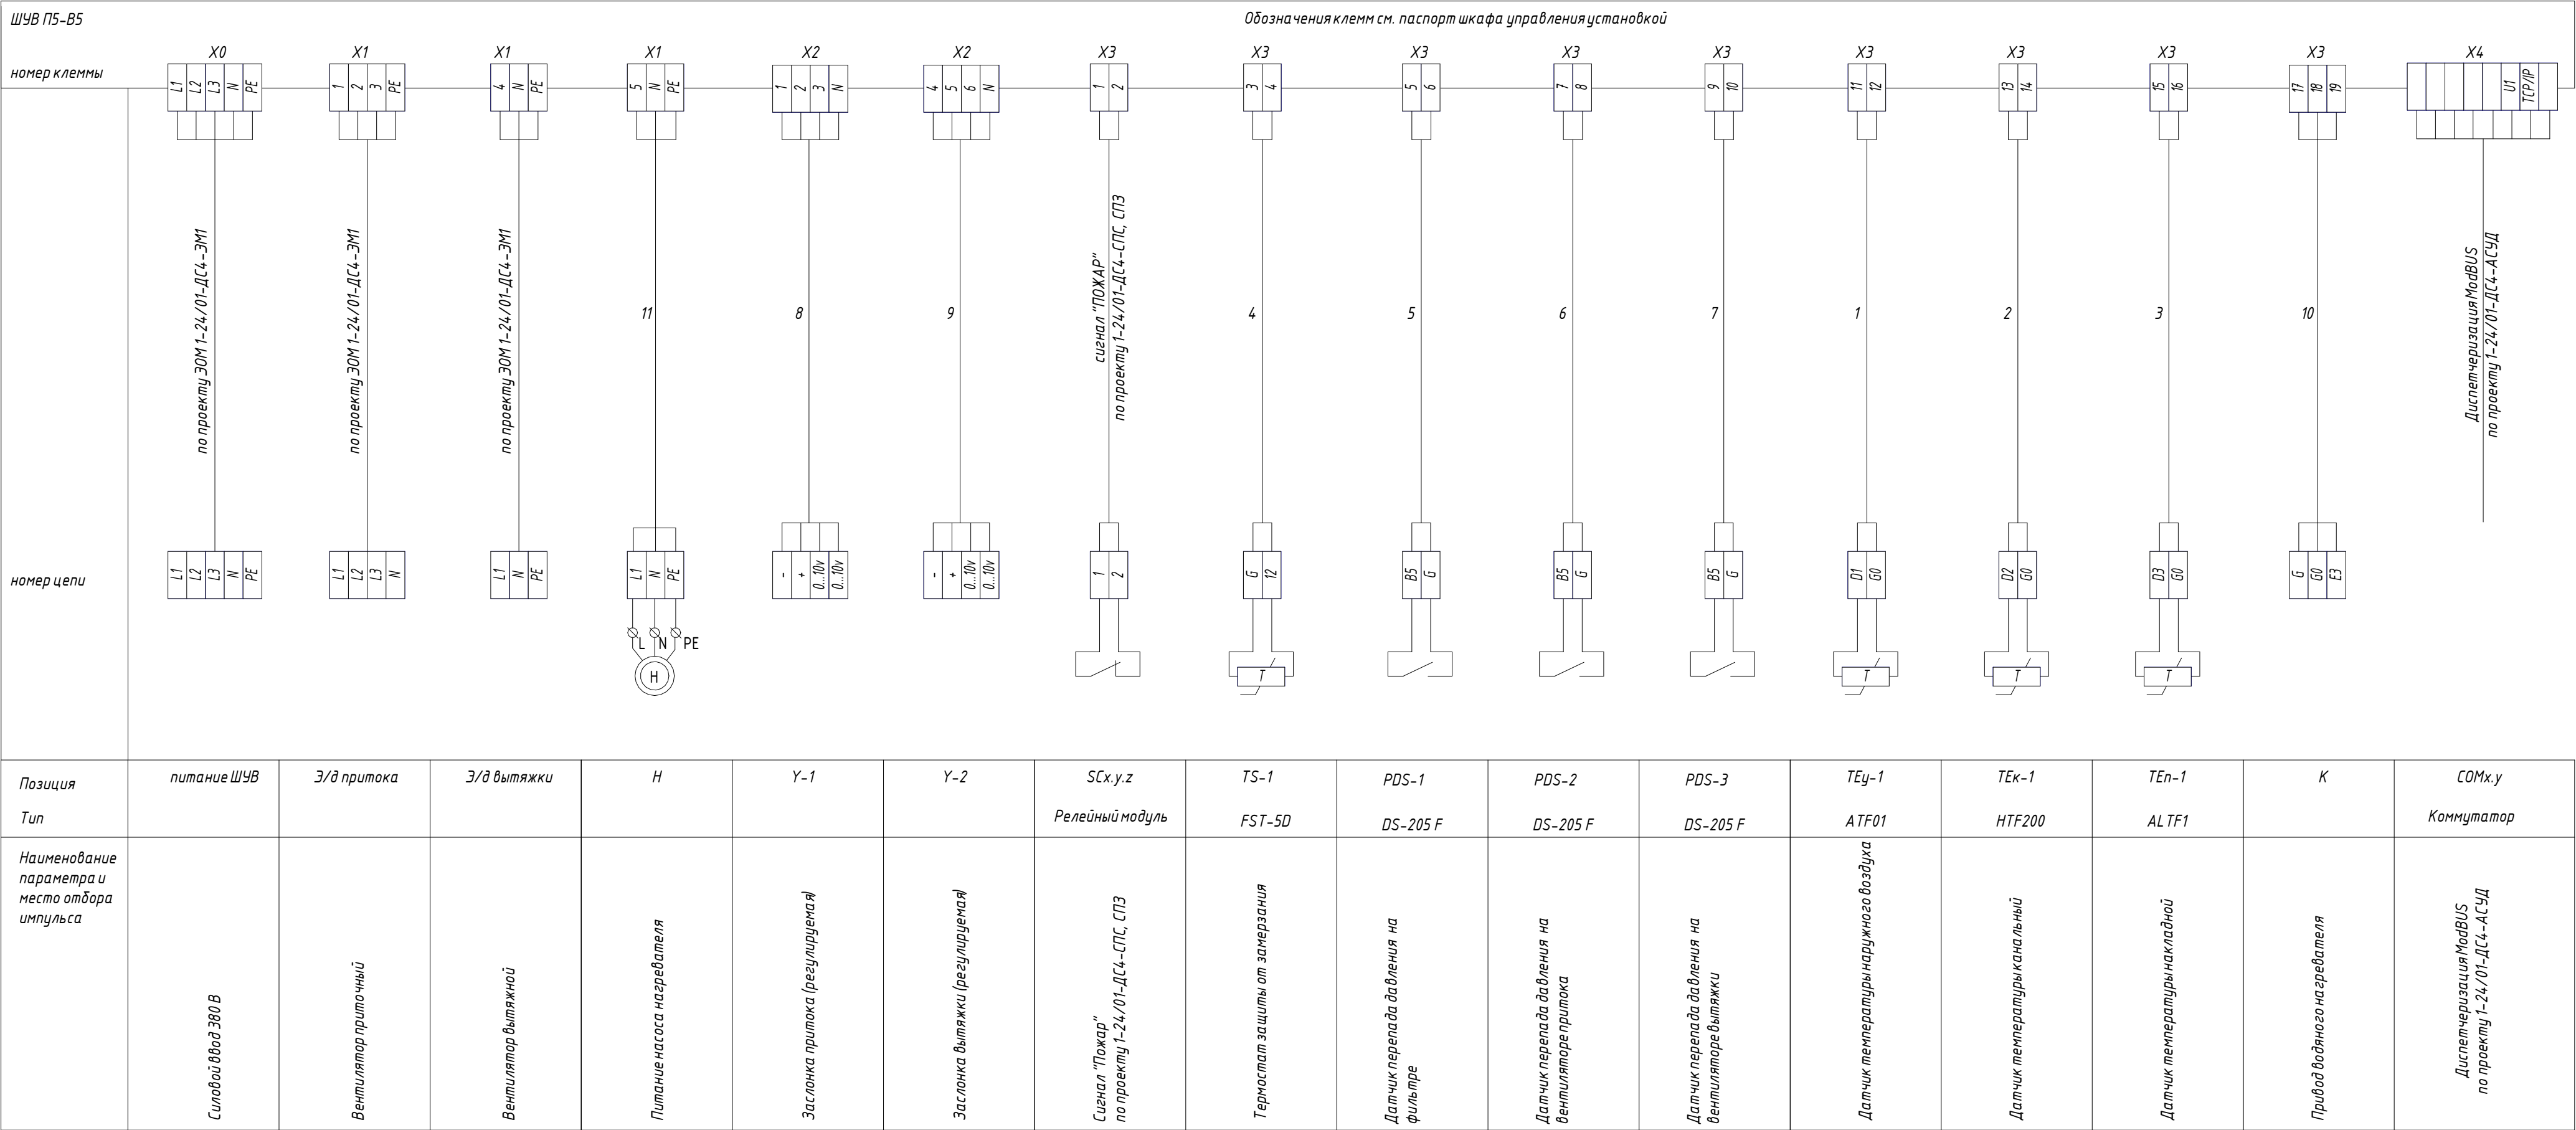 ШУВ П5-В5
Обозначения клемм см. паспорт шкафа управления установкой
X0
X1
X1
X1
X2
X2
X3
X3
X3
X3
X3
X3
X3
X3
X3
X4
номер клеммы
L1 L2 L3 N PE
1 2 3 PE
4 N PE
5 N PE
1 2 3 N
4 5 6 N
1 2
3 4
5 6
7 8
9 10
11 12
13 14
15 16
17 18 19
U1 TCP/IP
по проекту ЭОМ 1-24/01-ДС4-ЭМ1
по проекту ЭОМ 1-24/01-ДС4-ЭМ1
по проекту ЭОМ 1-24/01-ДС4-ЭМ1
11
8
9
сигнал "ПОЖАР"
по проекту 1-24/01-ДС4-СПС, СПЗ
4
5
6
7
1
2
3
10
Диспетчеризация ModBUS
по проекту 1-24/01-ДС4-АСУД
номер цепи
L1 L2 L3 N PE
L1 L2 L3 N
L1 N PE
L1 N PE
- + 0...10v 0...10v
- + 0...10v 0...10v
1 2
G 12
B5 G
B5 G
B5 G
D1 G0
D2 G0
D3 G0
G G0 E3
L N PE
Н
T
T
T
T
Позиция
питание ШУВ
Э/д притока
Э/д вытяжки
Н
Y-1
Y-2
SCx.y.z
TS-1
PDS-1
PDS-2
PDS-3
TEу-1
TEк-1
TEп-1
К
COMx.y
Тип
Релейный модуль
FST-5D
DS-205 F
DS-205 F
DS-205 F
ATF01
HTF200
ALTF1
Коммутатор
Наименование
параметра и
место отбора
импульса
Силовой ввод 380 В
Вентилятор приточный
Вентилятор вытяжной
Питание насоса нагревателя
Заслонка притока (регулируемая)
Заслонка вытяжки (регулируемая)
Сигнал "Пожар"
по проекту 1-24/01-ДС4-СПС, СПЗ
Термостат защиты от замерзания
Датчик перепада давления на
фильтре
Датчик перепада давления на
вентиляторе притока
Датчик перепада давления на
вентиляторе вытяжки
Датчик температуры наружного воздуха
Датчик температуры канальный
Датчик температуры накладной
Привод водяного нагревателя
Диспетчеризация ModBUS
по проекту 1-24/01-ДС4-АСУД